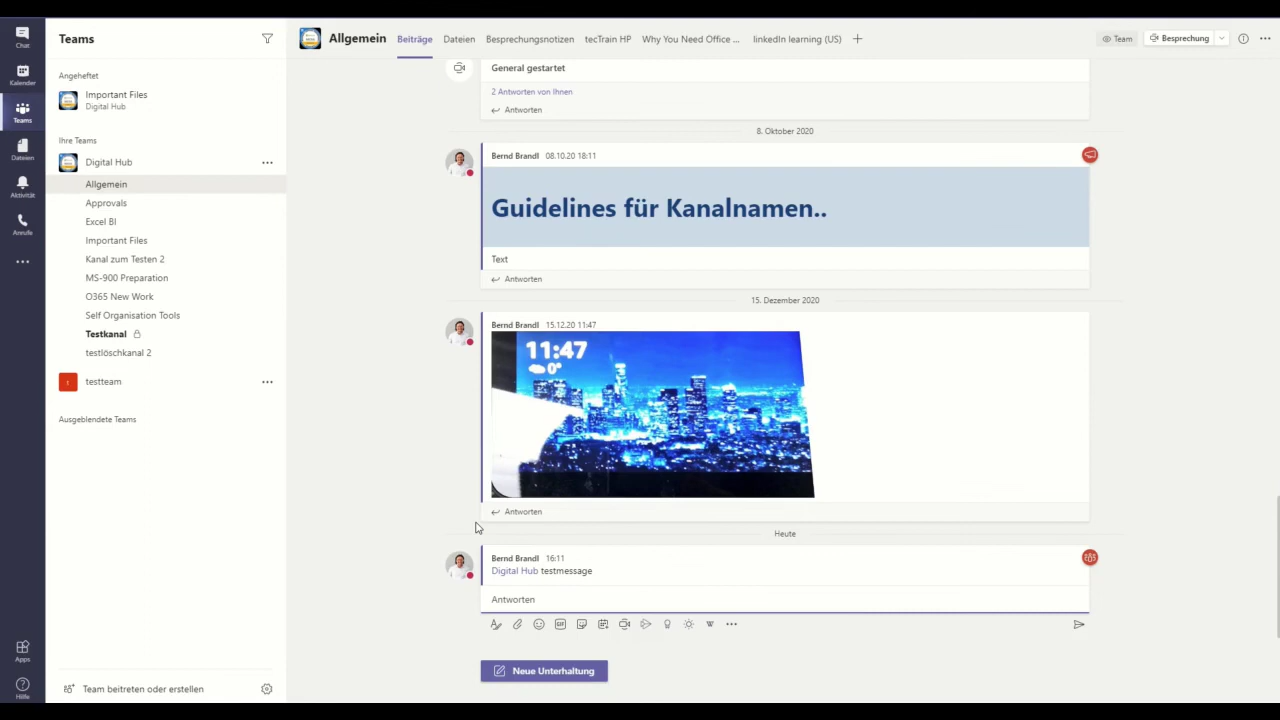 Chat
Kalender
Teams
Dateien
Aktivität
Anrufe
Apps
Hilfe
Teams
Angeheftet
Important Files
Digital Hub
Ihre Teams
Digital Hub
Allgemein
Approvals
Excel BI
Important Files
Kanal zum Testen 2
MS-900 Preparation
O365 New Work
Self Organisation Tools
Testkanal
testlöschkanal 2
t testteam
Ausgeblendete Teams
Team beitreten oder erstellen
Allgemein Beiträge Dateien Besprechungsnotizen tecTrain HP Why You Need Office ... linkedIn learning (US)
Team Besprechung
General gestartet
2 Antworten von Ihnen
Antworten
8. Oktober 2020
Bernd Brandl 08.10.20 18:11
Guidelines für Kanalnamen..
Text
Antworten
15. Dezember 2020
Bernd Brandl 15.12.20 11:47
11:47
0°
Antworten
Heute
Bernd Brandl 16:11
Digital Hub testmessage
Antworten
GIF
Neue Unterhaltung